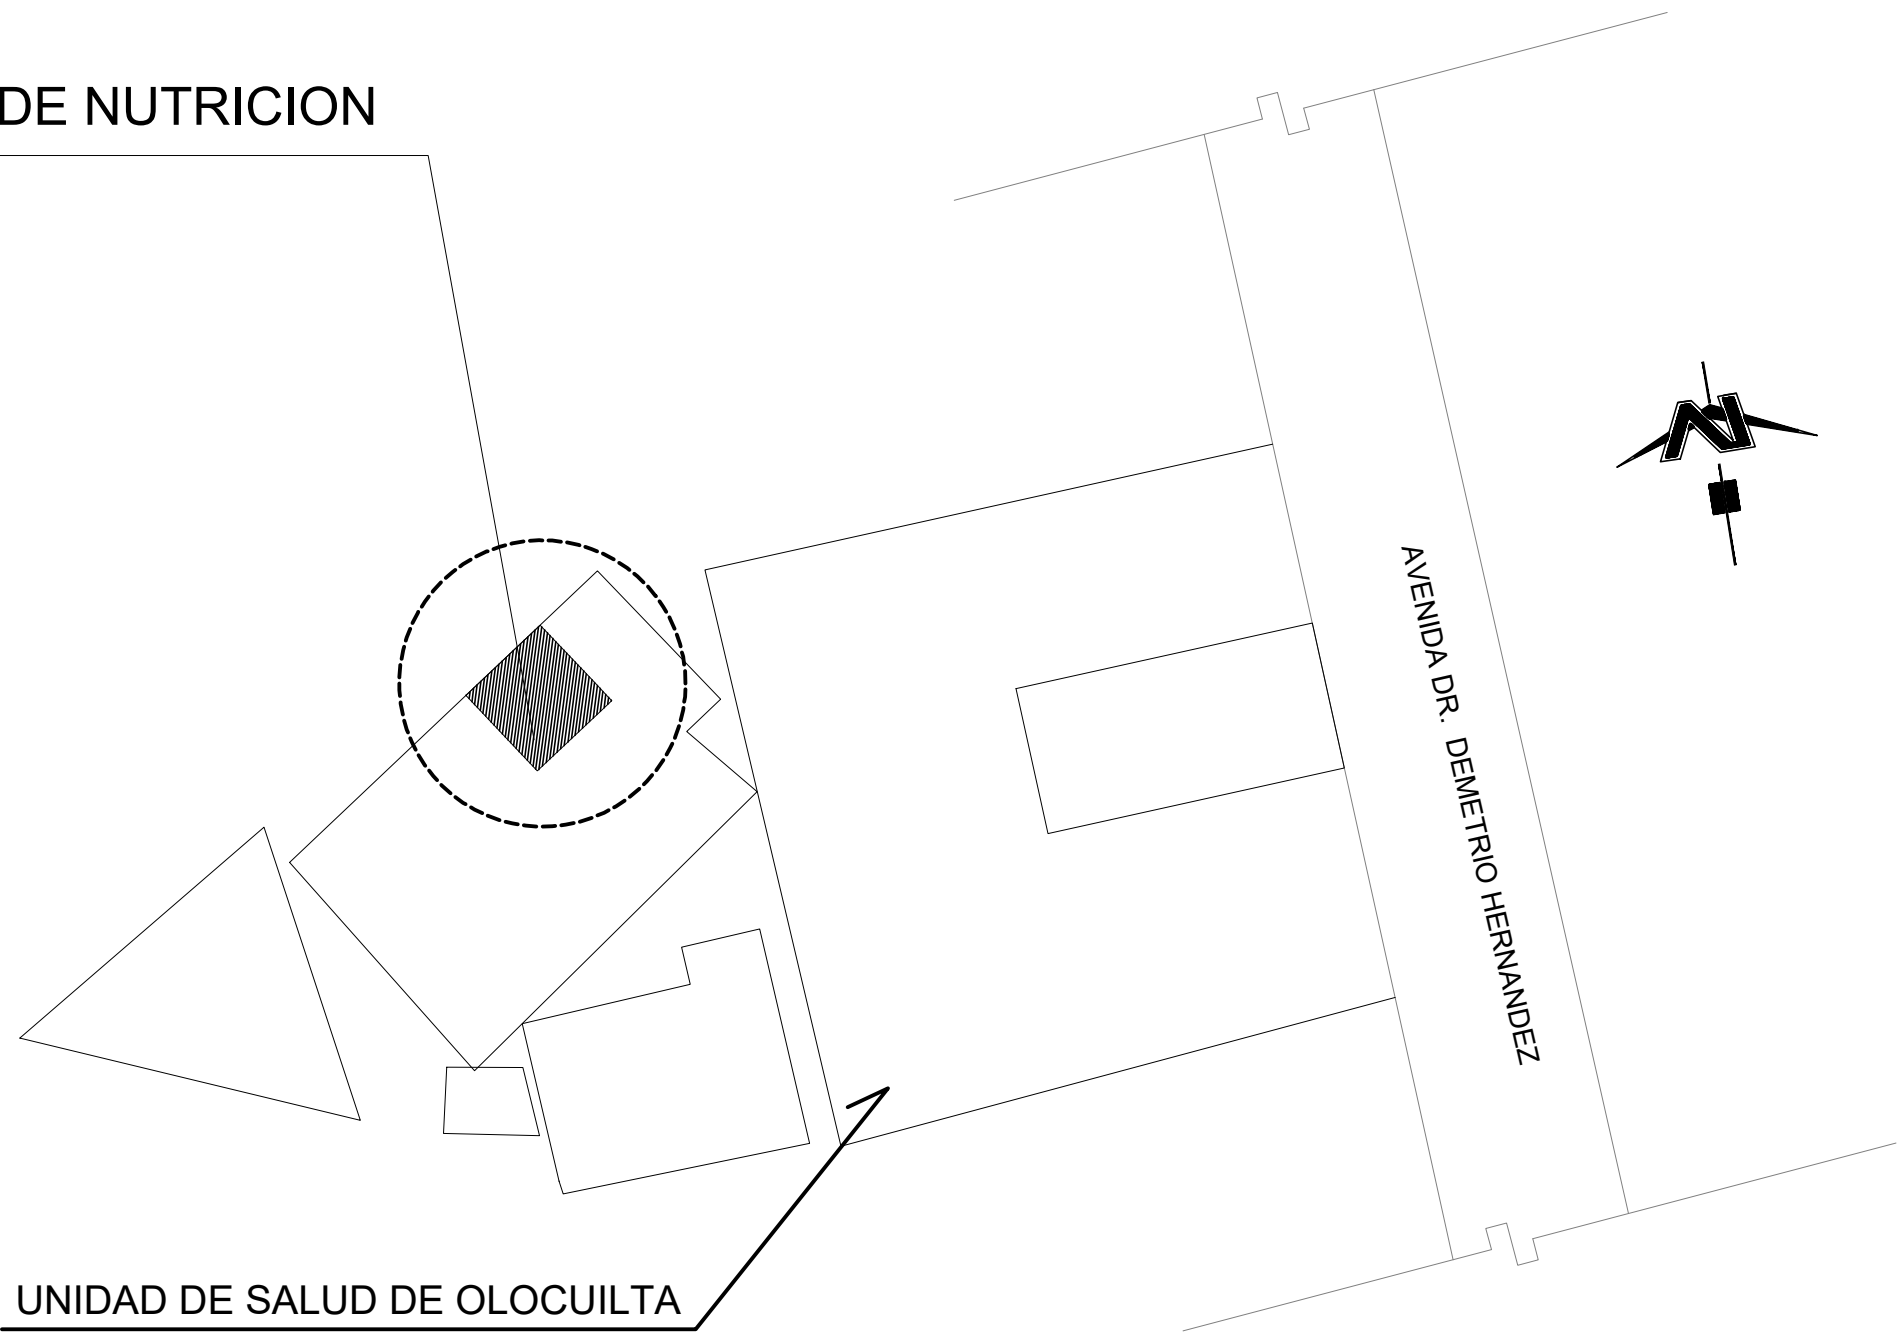 DE NUTRICION
N
AVENIDA DR. DEMETRIO HERNANDEZ
UNIDAD DE SALUD DE OLOCUILTA